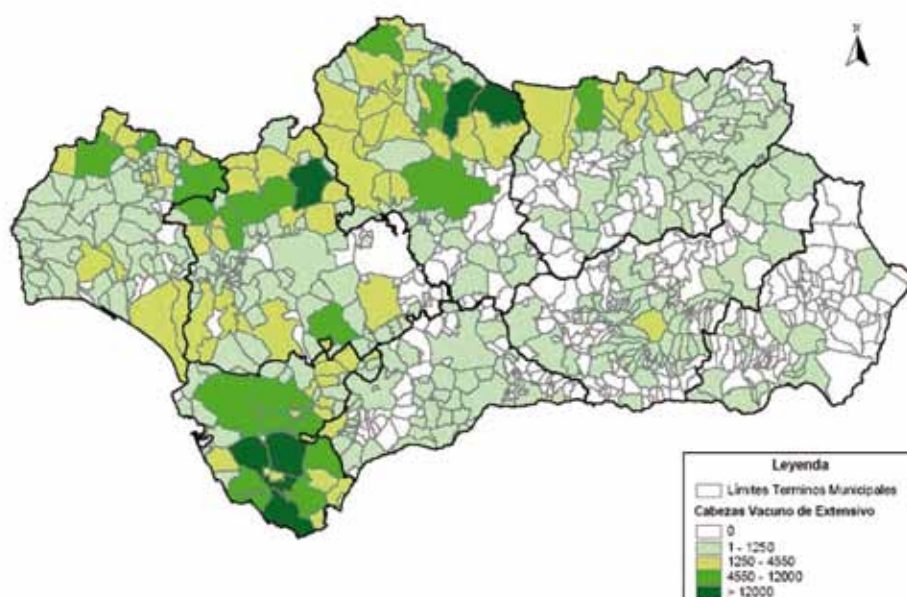 N
Leyenda
Límites Terminos Municipales
Cabezas Vacuno de Extensivo
0
1 - 1250
1250 - 4550
4550 - 12000
> 12000